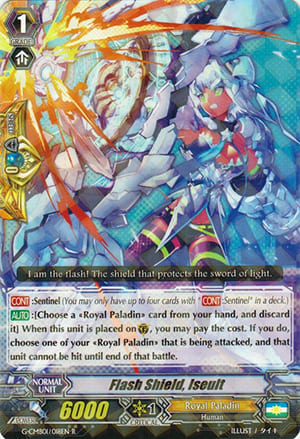 1
GRADE
I am the flash! The shield that protects the sword of light.
CONT :Sentinel (You may only have up to four cards with "CONT :Sentinel" in a deck.)
AUTO :[Choose a «Royal Paladin» card from your hand, and discard
it] When this unit is placed on , you may pay the cost. If you do,
choose one of your «Royal Paladin» that is being attacked, and that
unit cannot be hit until end of that battle.
NORMAL
UNIT
Flash Shield, Iseult
POWER
6000
1
CRITICAL
Royal Paladin
Human
G-CMB01/018EN-R
ILLUST / タイキ